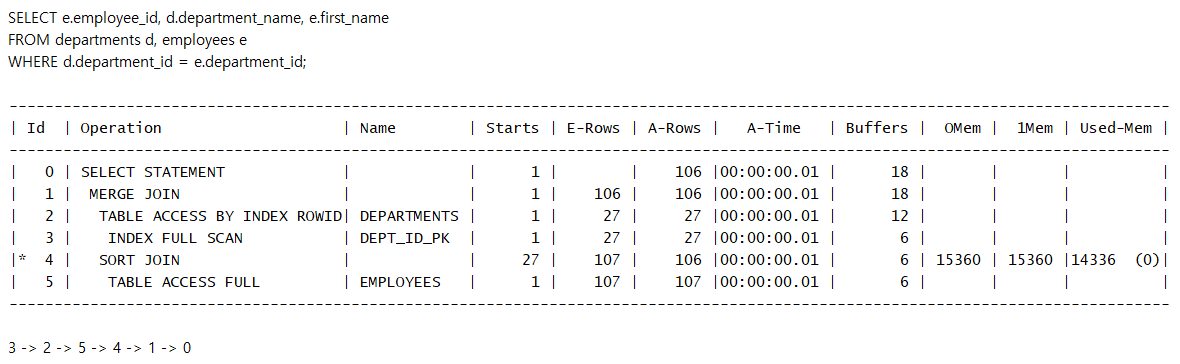 SELECT e.employee_id, d.department_name, e.first_name
FROM departments d, employees e
WHERE d.department_id = e.department_id;
--------------------------------------------------------------------------------------------------------------------------------
| Id  | Operation                    | Name        | Starts | E-Rows | A-Rows |   A-Time   | Buffers |  OMem |  1Mem | Used-Mem |
--------------------------------------------------------------------------------------------------------------------------------
|   0 | SELECT STATEMENT             |             |      1 |        |    106 |00:00:00.01 |      18 |       |       |          |
|   1 |  MERGE JOIN                  |             |      1 |    106 |    106 |00:00:00.01 |      18 |       |       |          |
|   2 |   TABLE ACCESS BY INDEX ROWID| DEPARTMENTS |      1 |     27 |     27 |00:00:00.01 |      12 |       |       |          |
|   3 |    INDEX FULL SCAN           | DEPT_ID_PK  |      1 |     27 |     27 |00:00:00.01 |       6 |       |       |          |
|*  4 |   SORT JOIN                  |             |     27 |    107 |    106 |00:00:00.01 |       6 | 15360 | 15360 |14336  (0)|
|   5 |    TABLE ACCESS FULL         | EMPLOYEES   |      1 |    107 |    107 |00:00:00.01 |       6 |       |       |          |
--------------------------------------------------------------------------------------------------------------------------------
3 -> 2 -> 5 -> 4 -> 1 -> 0